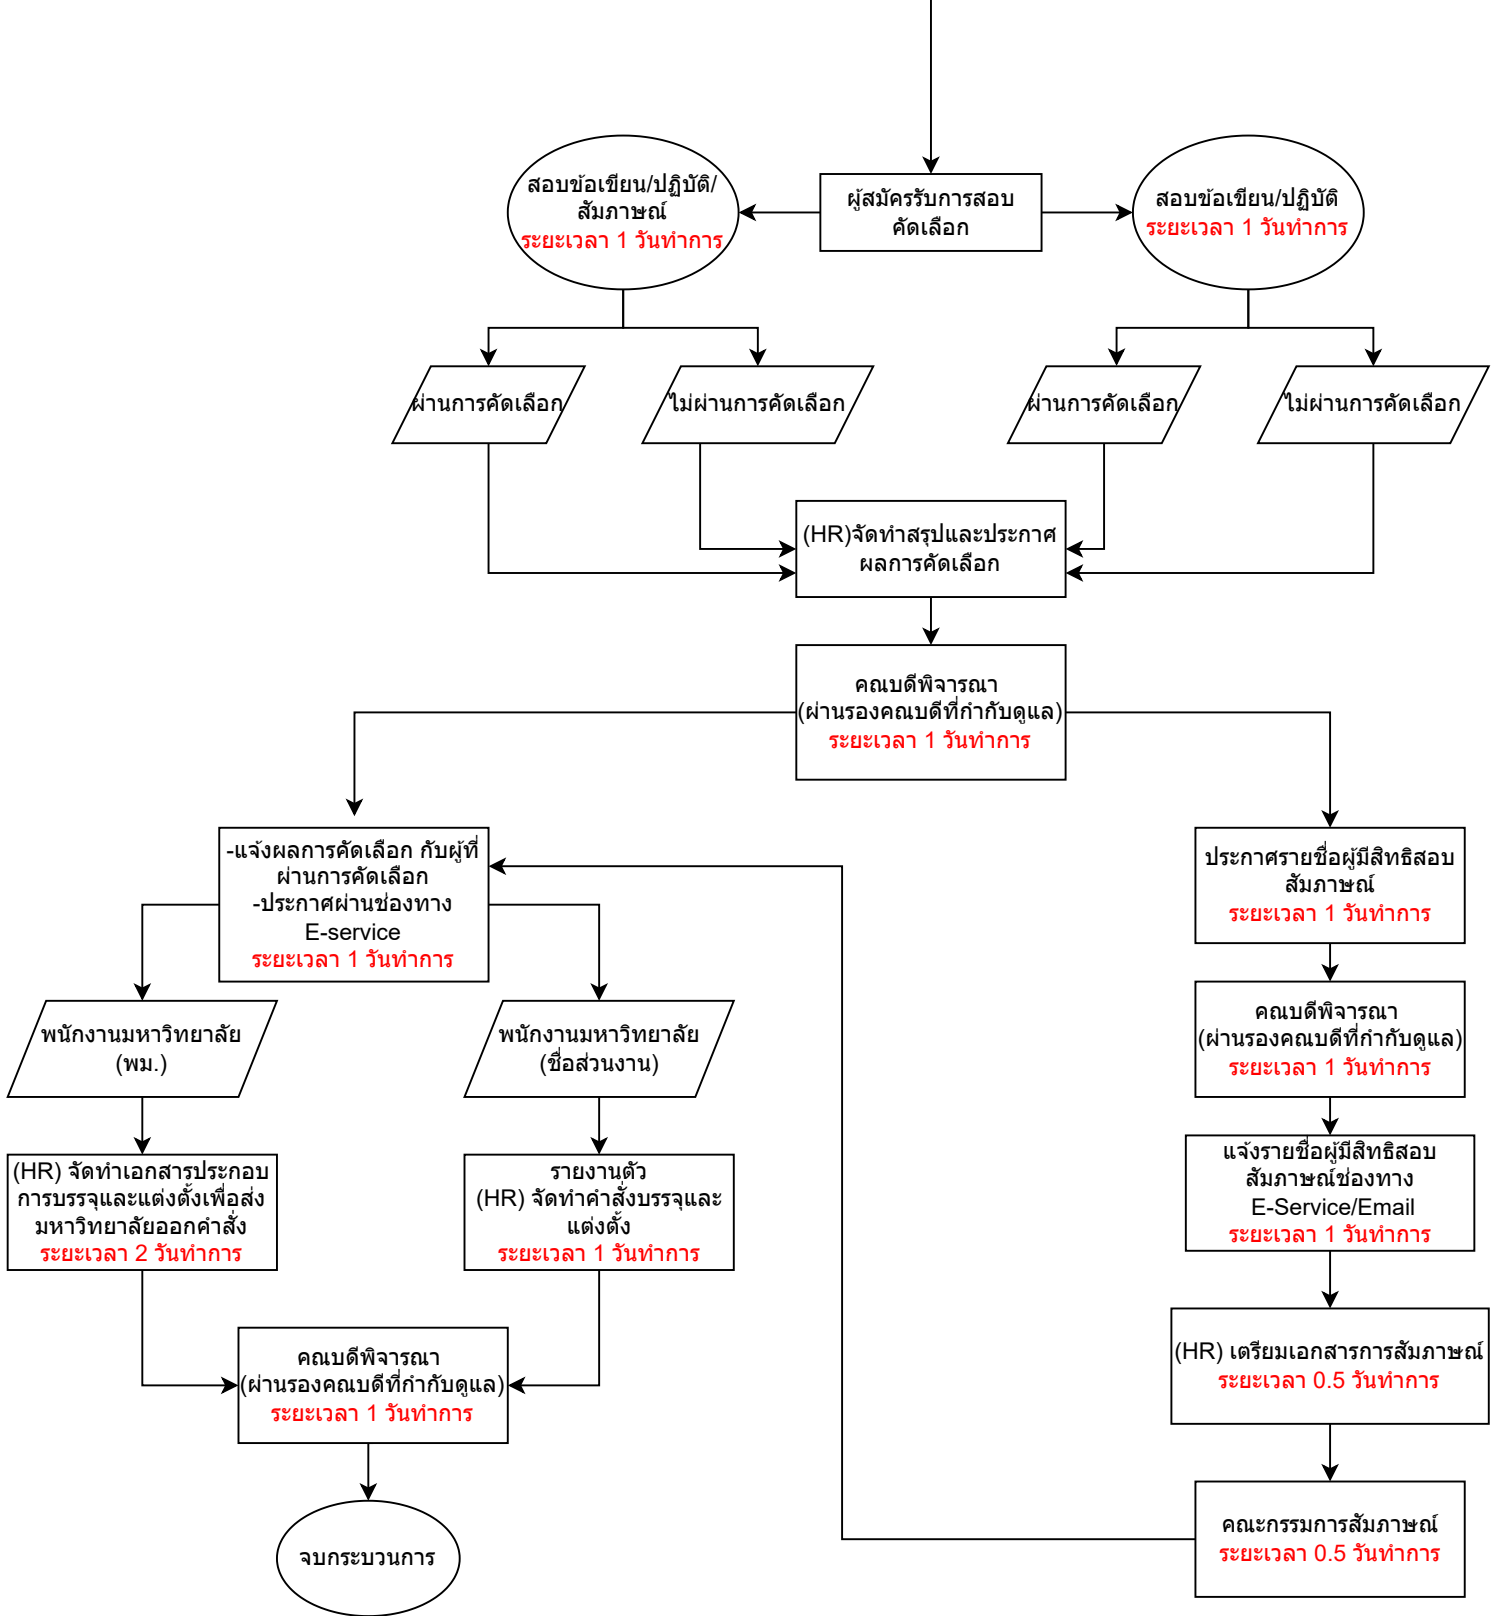 สอบข้อเขียน/ปฏิบัติ/
สัมภาษณ์
ระยะเวลา 1 วันทำการ
ผู้สมัครรับการสอบ
คัดเลือก
สอบข้อเขียน/ปฏิบัติ
ระยะเวลา 1 วันทำการ
ผ่านการคัดเลือก
ไม่ผ่านการคัดเลือก
ผ่านการคัดเลือก
ไม่ผ่านการคัดเลือก
(HR)จัดทำสรุปและประกาศ
ผลการคัดเลือก
คณบดีพิจารณา
(ผ่านรองคณบดีที่กำกับดูแล)
ระยะเวลา 1 วันทำการ
-แจ้งผลการคัดเลือก กับผู้ที่
ผ่านการคัดเลือก
-ประกาศผ่านช่องทาง
E-service
ระยะเวลา 1 วันทำการ
ประกาศรายชื่อผู้มีสิทธิสอบ
สัมภาษณ์
ระยะเวลา 1 วันทำการ
คณบดีพิจารณา
(ผ่านรองคณบดีที่กำกับดูแล)
ระยะเวลา 1 วันทำการ
พนักงานมหาวิทยาลัย
(พม.)
พนักงานมหาวิทยาลัย
(ชื่อส่วนงาน)
แจ้งรายชื่อผู้มีสิทธิสอบ
สัมภาษณ์ช่องทาง
E-Service/Email
ระยะเวลา 1 วันทำการ
(HR) จัดทำเอกสารประกอบ
การบรรจุและแต่งตั้งเพื่อส่ง
มหาวิทยาลัยออกคำสั่ง
ระยะเวลา 2 วันทำการ
รายงานตัว
(HR) จัดทำคำสั่งบรรจุและ
แต่งตั้ง
ระยะเวลา 1 วันทำการ
(HR) เตรียมเอกสารการสัมภาษณ์
ระยะเวลา 0.5 วันทำการ
คณบดีพิจารณา
(ผ่านรองคณบดีที่กำกับดูแล)
ระยะเวลา 1 วันทำการ
คณะกรรมการสัมภาษณ์
ระยะเวลา 0.5 วันทำการ
จบกระบวนการ